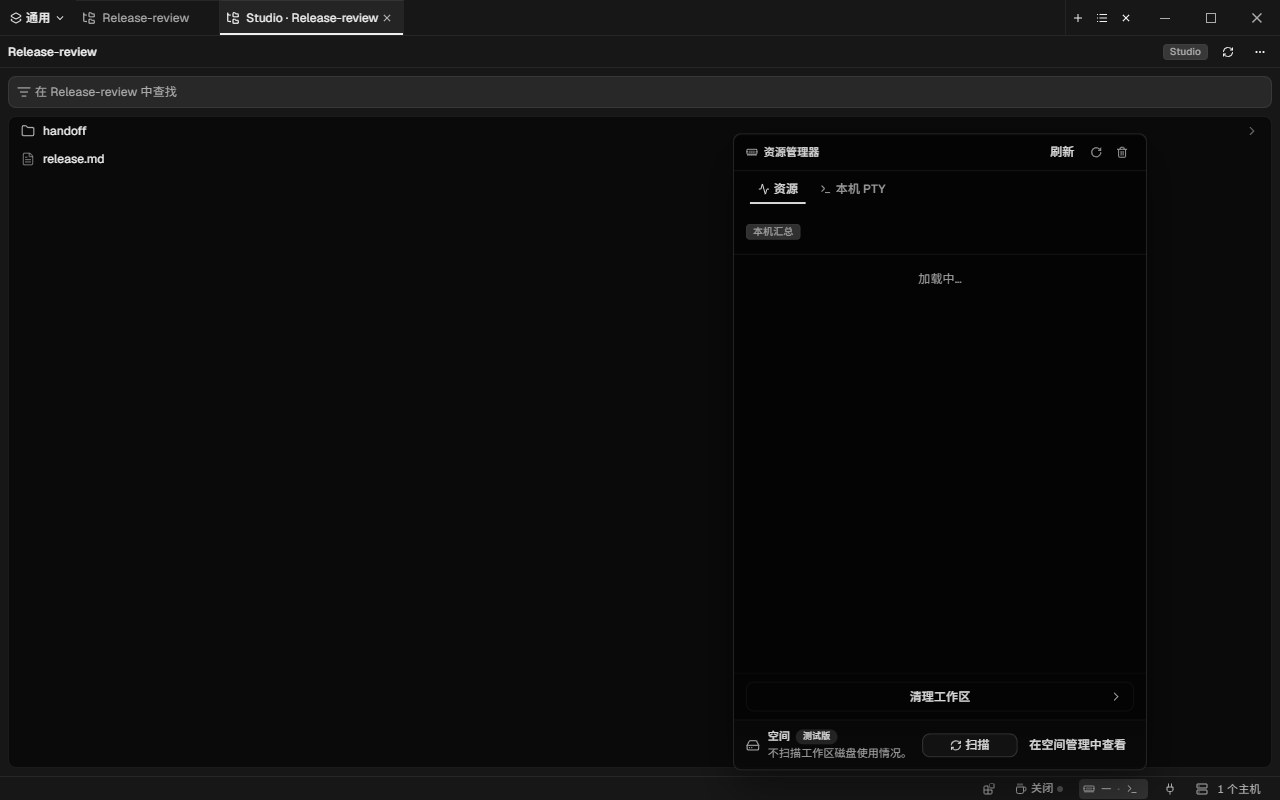 通用 Release-review Studio · Release-review
Release-review Studio
在 Release-review 中查找
handoff
release.md
资源管理器 刷新
资源 本机 PTY
本机汇总
加载中...
清理工作区
空间 测试版
不扫描工作区磁盘使用情况。
扫描 在空间管理中查看
关闭 — · 1 个主机